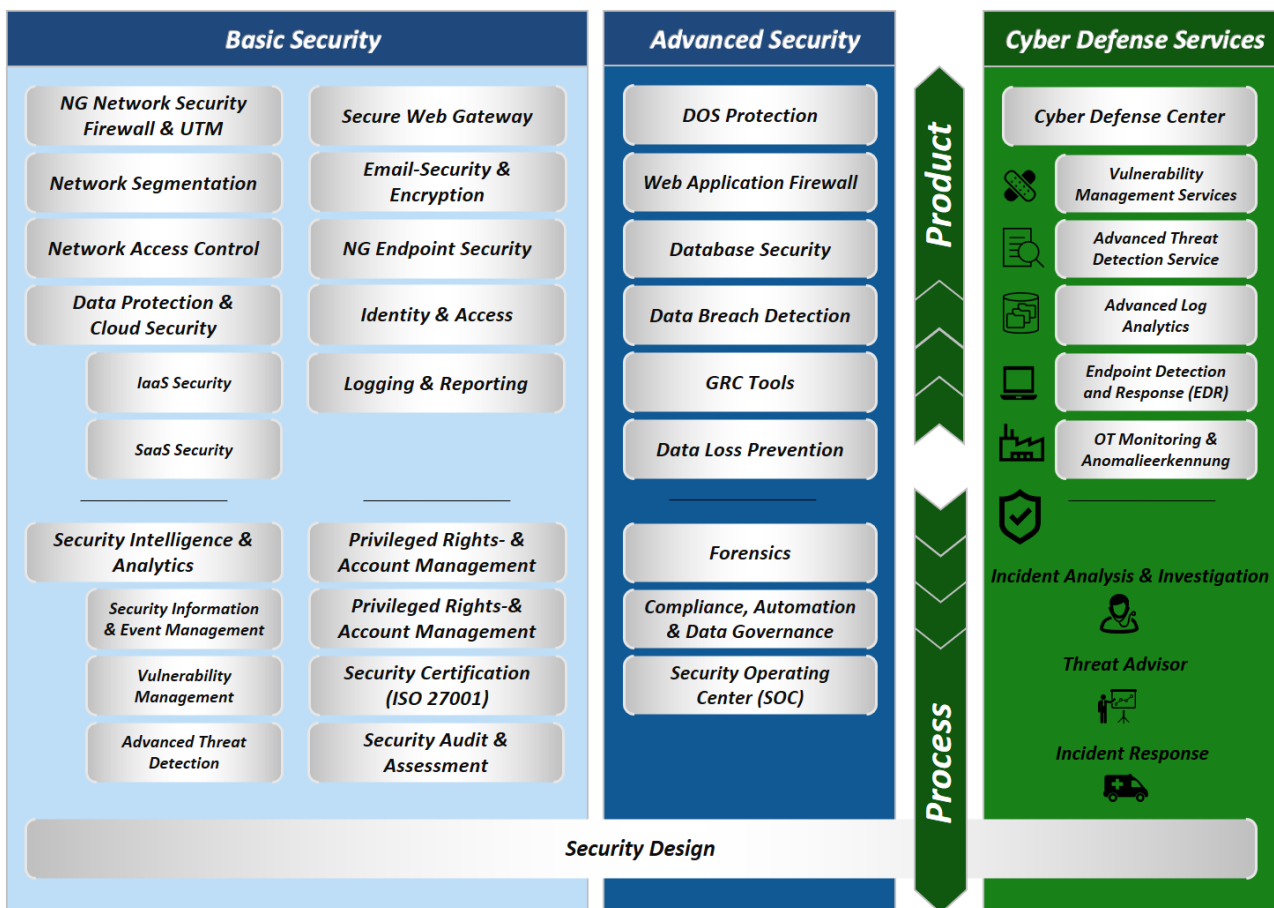 Basic Security
NG Network Security
Firewall & UTM
Network Segmentation
Network Access Control
Data Protection &
Cloud Security
IaaS Security
SaaS Security
Secure Web Gateway
Email-Security &
Encryption
NG Endpoint Security
Identity & Access
Logging & Reporting
Security Intelligence &
Analytics
Security Information
& Event Management
Vulnerability
Management
Advanced Threat
Detection
Privileged Rights- &
Account Management
Privileged Rights-&
Account Management
Security Certification
(ISO 27001)
Security Audit &
Assessment
Advanced Security
DOS Protection
Web Application Firewall
Database Security
Data Breach Detection
GRC Tools
Data Loss Prevention
Forensics
Compliance, Automation
& Data Governance
Security Operating
Center (SOC)
Product
Process
Cyber Defense Services
Cyber Defense Center
Vulnerability
Management Services
Advanced Threat
Detection Service
Advanced Log
Analytics
Endpoint Detection
and Response (EDR)
OT Monitoring &
Anomalieerkennung
Incident Analysis & Investigation
Threat Advisor
Incident Response
Security Design